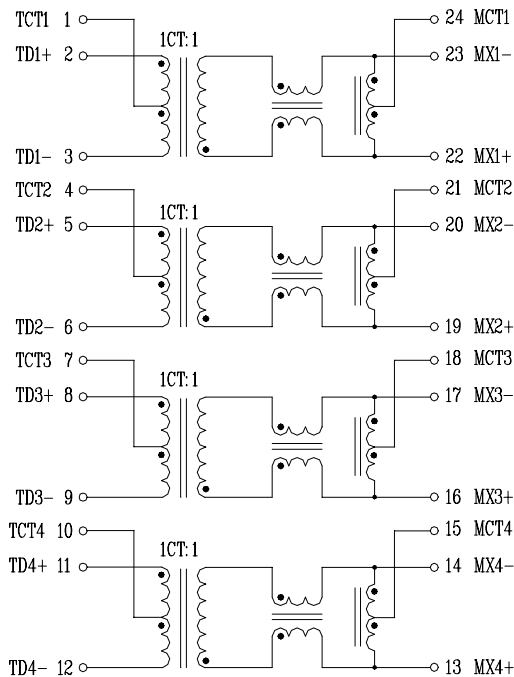 TCT1 1 24 MCT1
1CT:1
TD1+ 2 23 MX1-
TD1- 3 22 MX1+
TCT2 4 21 MCT2
1CT:1
TD2+ 5 20 MX2-
TD2- 6 19 MX2+
TCT3 7 18 MCT3
1CT:1
TD3+ 8 17 MX3-
TD3- 9 16 MX3+
TCT4 10 15 MCT4
1CT:1
TD4+ 11 14 MX4-
TD4- 12 13 MX4+